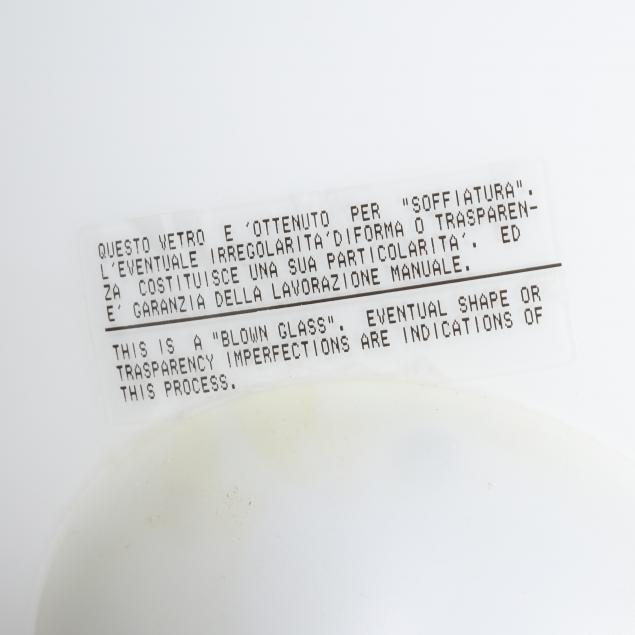 QUESTO VETRO E 'OTTENUTO PER "SOFFIATURA".
L'EVENTUALE IRREGOLARITA'DIFORMA O TRASPAREN-
ZA COSTITUISCE UNA SUA PARTICOLARITA'. ED
E' GARANZIA DELLA LAVORAZIONE MANUALE.
THIS IS A "BLOWN GLASS". EVENTUAL SHAPE OR
TRASPARENCY IMPERFECTIONS ARE INDICATIONS OF
THIS PROCESS.